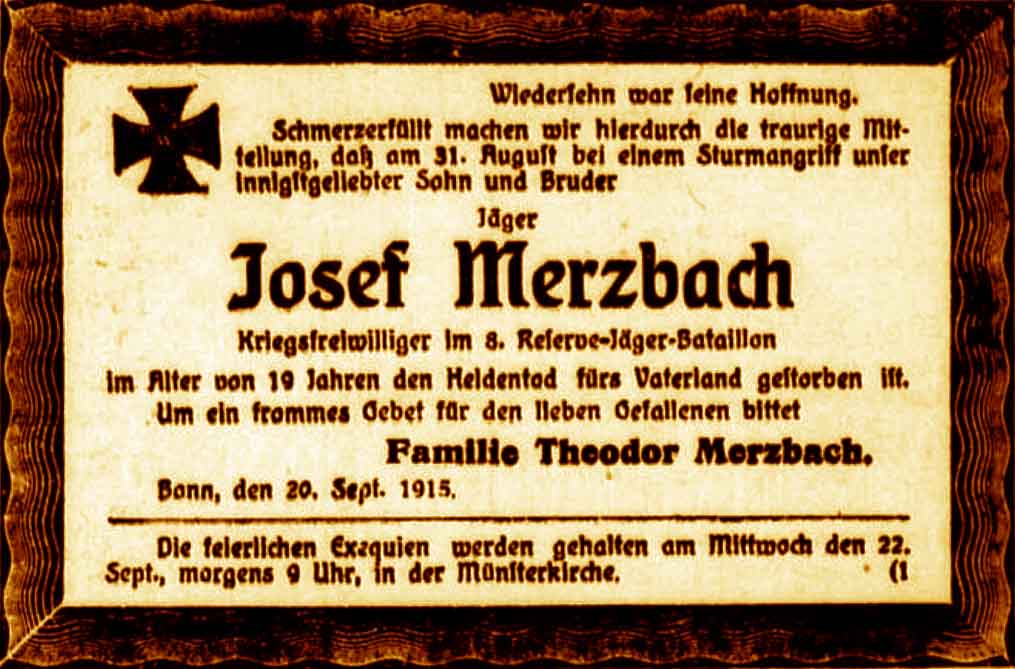 Wiedersehn war seine Hoffnung.
Schmerzerfüllt machen wir hierdurch die traurige Mit-
teilung, daß am 31. August bei einem Sturmangriff unser
innigstgeliebter Sohn und Bruder
Jäger
Josef Merzbach
Kriegsfreiwilliger im 8. Reserve-Jäger-Bataillon
im Alter von 19 Jahren den Heldentod fürs Vaterland gestorben ist.
Um ein frommes Gebet für den lieben Gefallenen bittet
Familie Theodor Merzbach.
Bonn, den 20. Sept. 1915.
Die feierlichen Exequien werden gehalten am Mittwoch den 22.
Sept., morgens 9 Uhr, in der Münsterkirche. (1